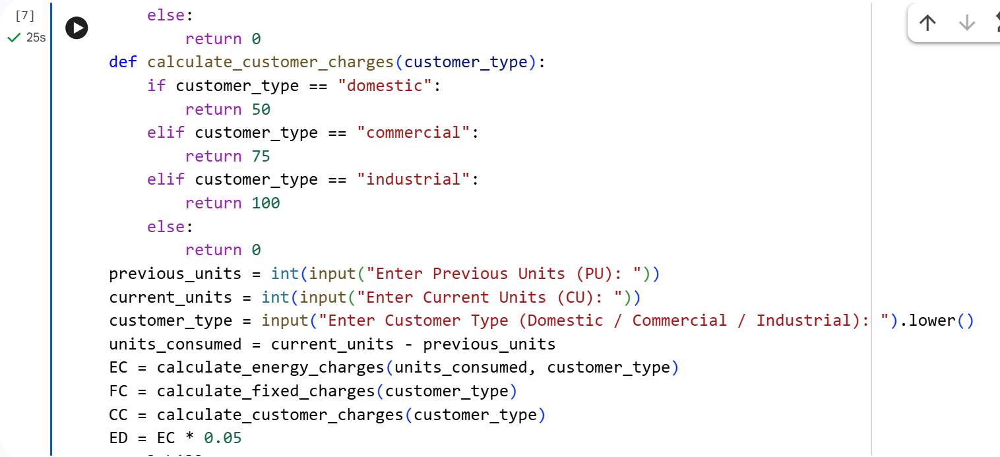 [7]
25s
else:
return 0
def calculate_customer_charges(customer_type):
if customer_type == "domestic":
return 50
elif customer_type == "commercial":
return 75
elif customer_type == "industrial":
return 100
else:
return 0
previous_units = int(input("Enter Previous Units (PU): "))
current_units = int(input("Enter Current Units (CU): "))
customer_type = input("Enter Customer Type (Domestic / Commercial / Industrial): ").lower()
units_consumed = current_units - previous_units
EC = calculate_energy_charges(units_consumed, customer_type)
FC = calculate_fixed_charges(customer_type)
CC = calculate_customer_charges(customer_type)
ED = EC * 0.05